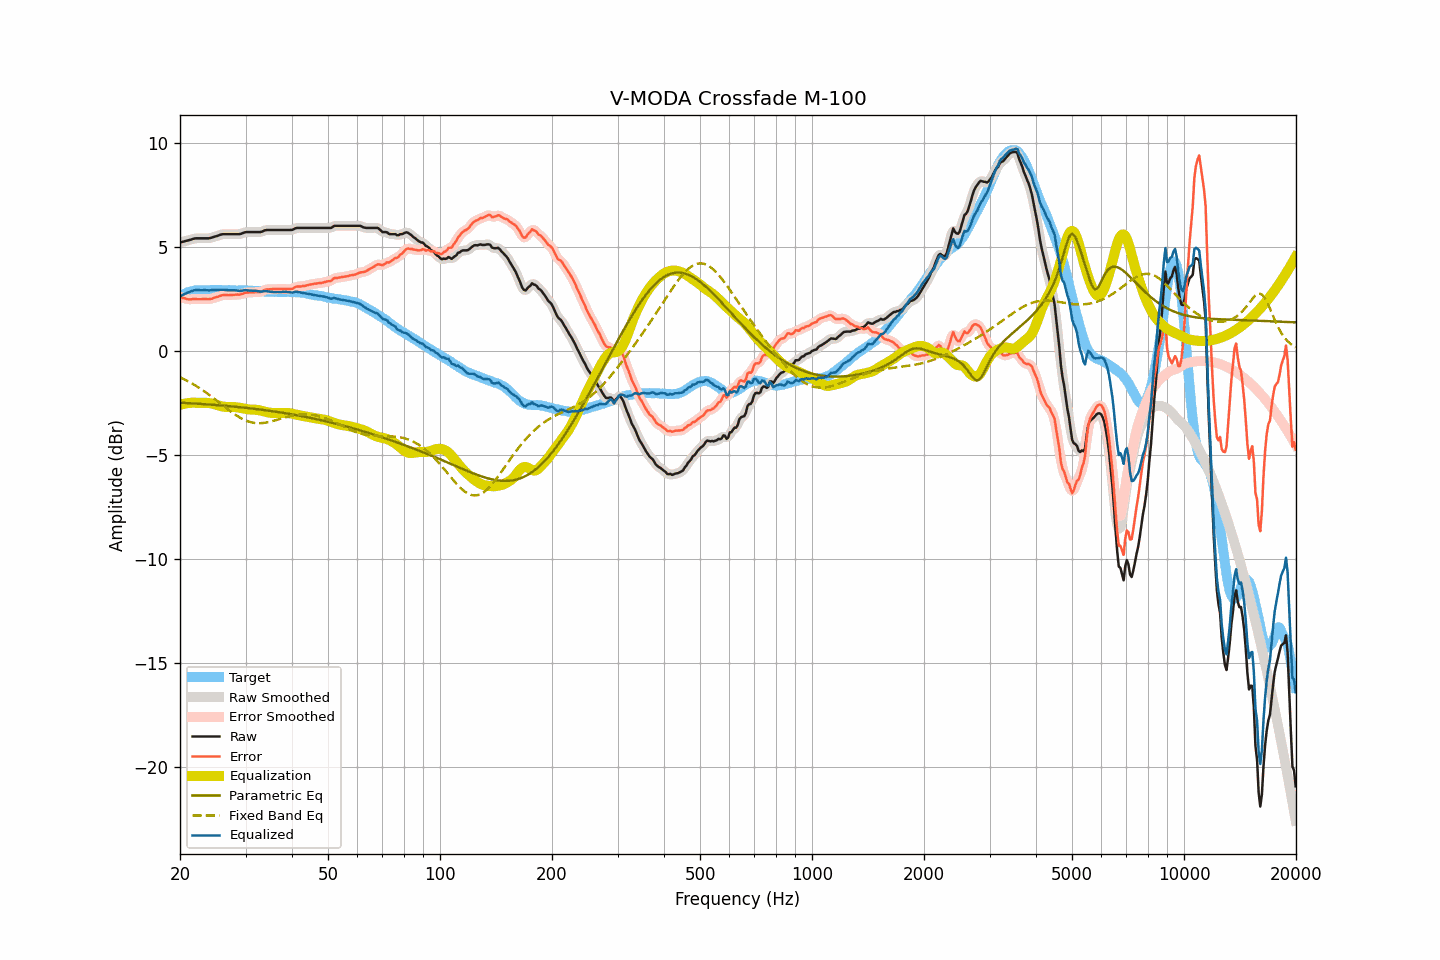 V-MODA Crossfade M-100
10
5
0
−5
−10
−15
−20
Amplitude (dBr)
Target
Raw Smoothed
Error Smoothed
Raw
Error
Equalization
Parametric Eq
Fixed Band Eq
Equalized
20 50 100 200 500 1000 2000 5000 10000 20000
Frequency (Hz)